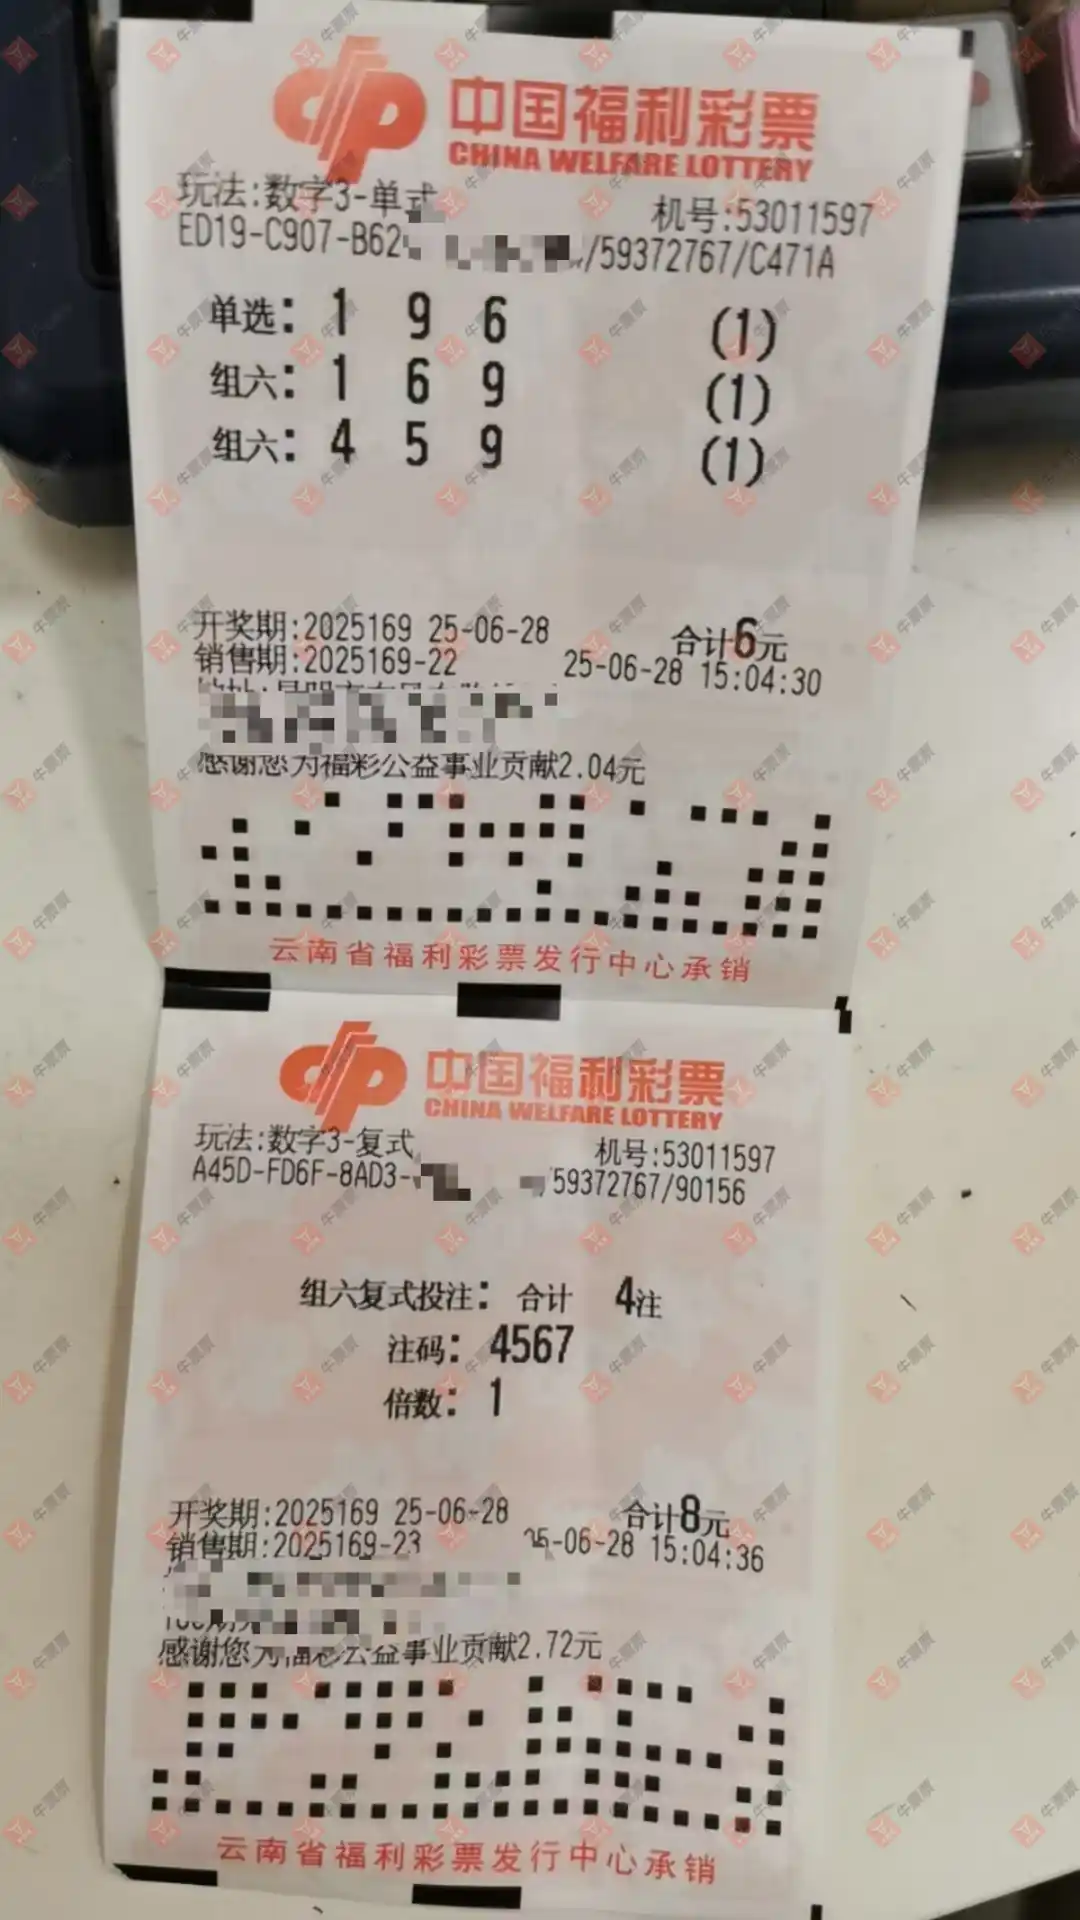 中国福利彩票
CHINA WELFARE LOTTERY
玩法:数字3-单式
机号:53011597
ED19-C907-B62
/59372767/C471A
单选: 1 9 6 (1)
组六: 1 6 9 (1)
组六: 4 5 9 (1)
开奖期:2025169 25-06-28 合计6元
销售期:2025169-22 25-06-28 15:04:30
感谢您为福彩公益事业贡献2.04元
云南省福利彩票发行中心承销
中国福利彩票
CHINA WELFARE LOTTERY
玩法:数字3-复式
机号:53011597
A45D-FD6F-8AD3-
/59372767/90156
组六复式投注: 合计 4注
注码: 4567
倍数: 1
开奖期:2025169 25-06-28 合计8元
销售期:2025169-23 25-06-28 15:04:36
感谢您为福彩公益事业贡献2.72元
云南省福利彩票发行中心承销
牛票票